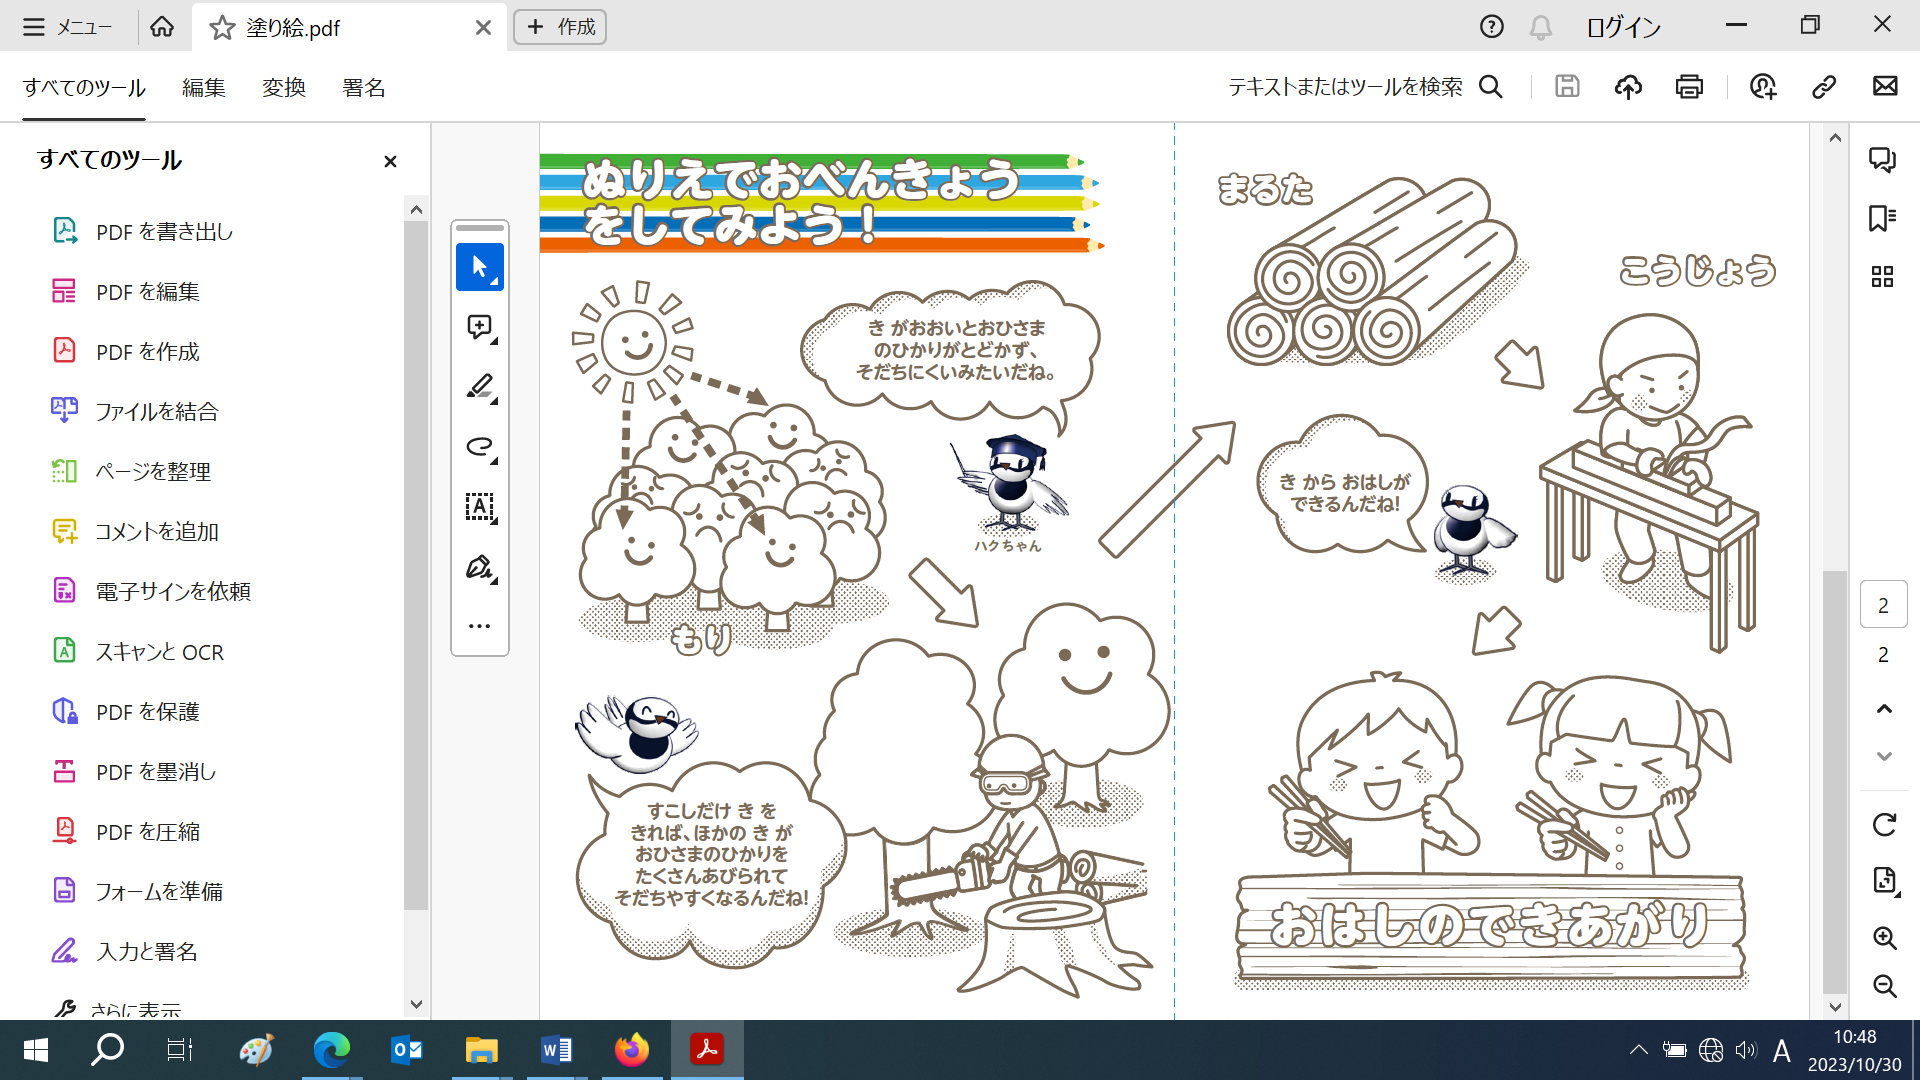 メニュー
塗り絵.pdf
作成
ログイン
すべてのツール
編集
変換
署名
テキストまたはツールを検索
すべてのツール
PDF を書き出し
PDF を編集
PDF を作成
ファイルを結合
ページを整理
コメントを追加
電子サインを依頼
スキャンと OCR
PDF を保護
PDF を墨消し
PDF を圧縮
フォームを準備
入力と署名
さらに表示
ぬりえでおべんきょう
をしてみよう！
き がおおいとおひさま
のひかりがとどかず、
そだちにくいみたいだね。
ハクちゃん
もり
すこしだけ き を
きれば、ほかの き が
おひさまのひかりを
たくさんあびられて
そだちやすくなるんだね!
まるた
こうじょう
き から おはしが
できるんだね!
おはしのできあがり
2
2
A
10:48
2023/10/30